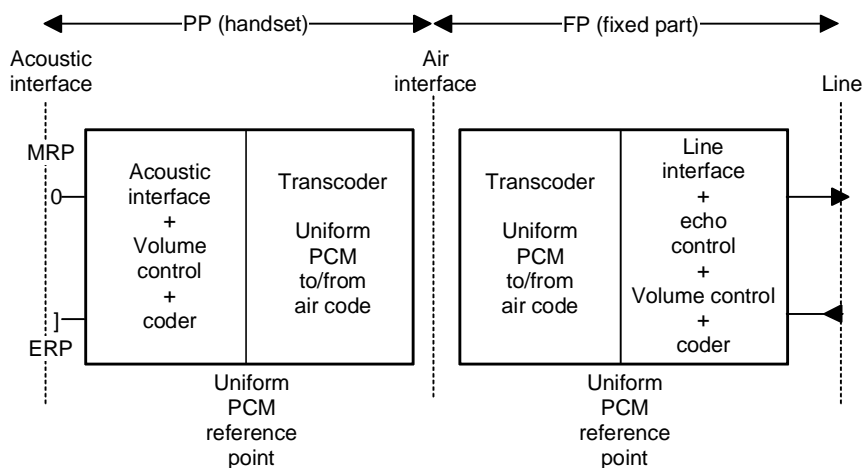 PP (handset)
FP (fixed part)
Acoustic
interface
Air
interface
Line
MRP
0
]
ERP
Acoustic
interface
+
Volume
control
+
coder
Transcoder
Uniform
PCM
to/from
air code
Transcoder
Uniform
PCM
to/from
air code
Line
interface
+
echo
control
+
Volume control
+
coder
Uniform
PCM
reference
point
Uniform
PCM
reference
point